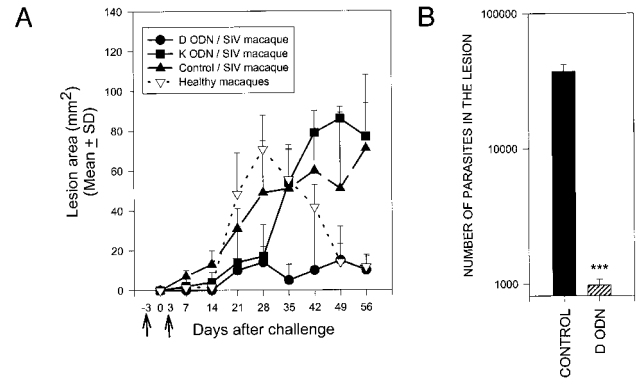 A
Lesion area (mm²)
(Mean ± SD)
140
120
100
80
60
40
20
0
D ODN / SIV macaque
K ODN / SIV macaque
Control / SIV macaque
Healthy macaques
-3 0 3 7 14 21 28 35 42 49 56
Days after challenge
B
NUMBER OF PARASITES IN THE LESION
100000
10000
1000
***
CONTROL
D ODN